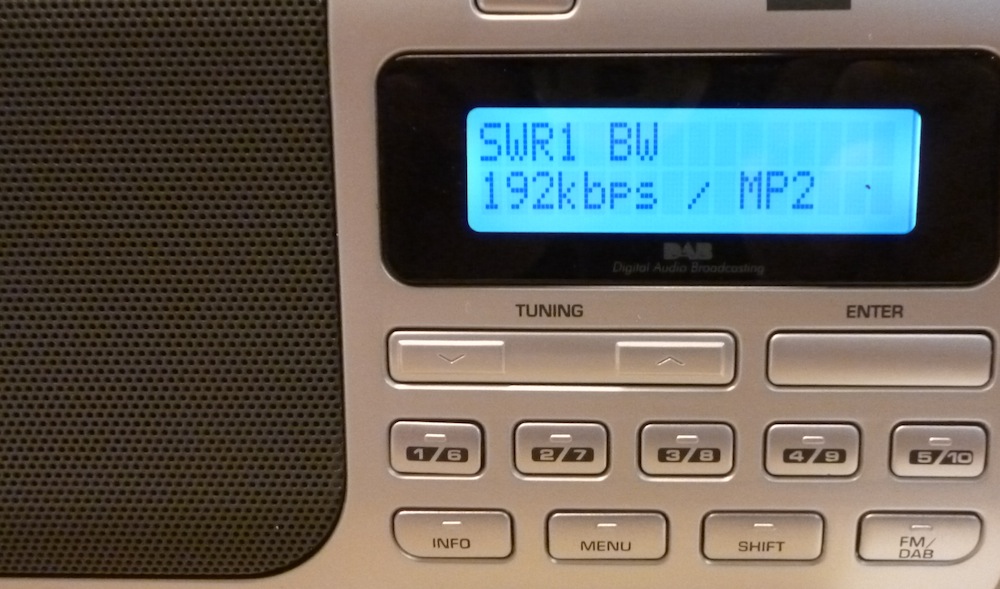 SWR1 BW
192kbps / MP2
DAB
Digital Audio Broadcasting
TUNING
ENTER
1/6
2/7
3/8
4/9
5/10
INFO
MENU
SHIFT
FM/
DAB